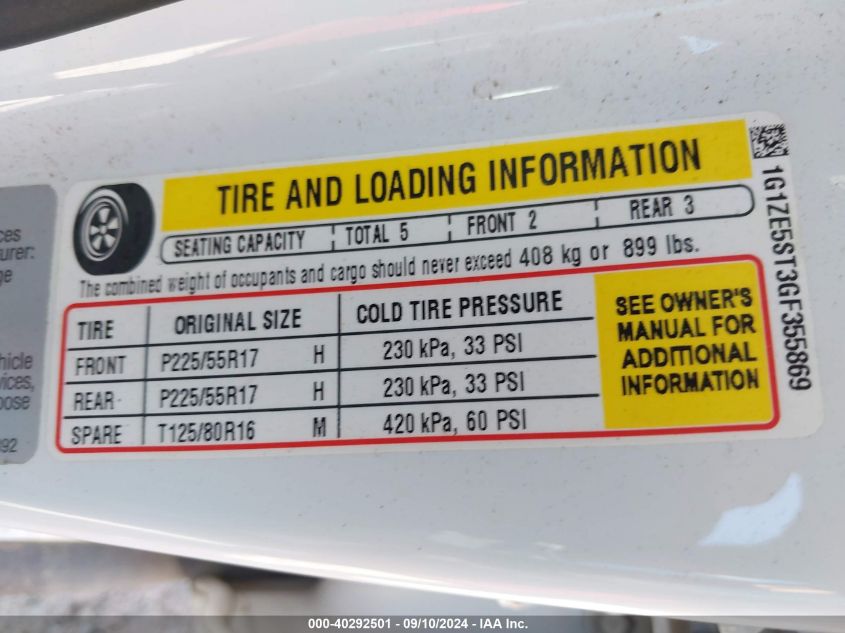 TIRE AND LOADING INFORMATION
SEATING CAPACITY TOTAL 5 FRONT 2 REAR 3
The combined weight of occupants and cargo should never exceed 408 kg or 899 lbs.
TIRE ORIGINAL SIZE COLD TIRE PRESSURE
FRONT P225/55R17 H 230 kPa, 33 PSI
REAR P225/55R17 H 230 kPa, 33 PSI
SPARE T125/80R16 M 420 kPa, 60 PSI
SEE OWNER'S
MANUAL FOR
ADDITIONAL
INFORMATION
1G1ZE5ST3GF355869
000-40292501 - 09/10/2024 - IAA Inc.